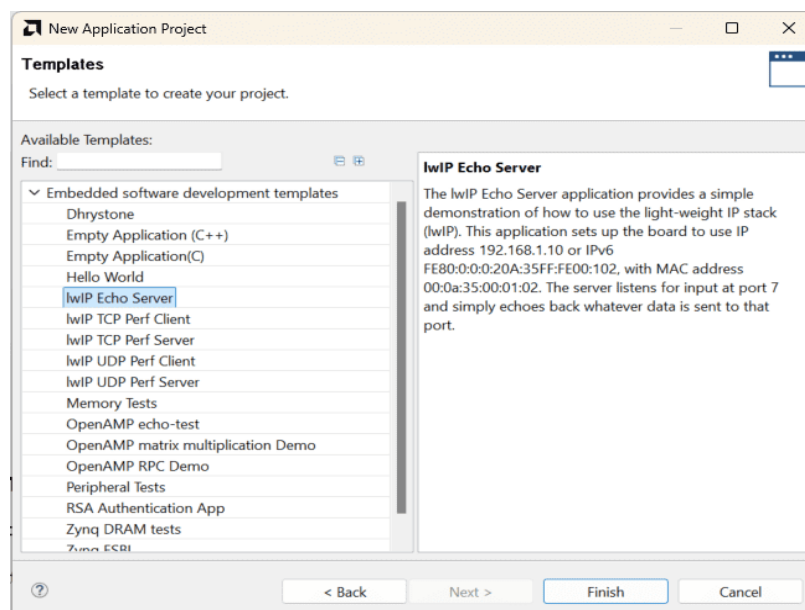 New Application Project
Templates
Select a template to create your project.
Available Templates:
Find:
Embedded software development templates
Dhrystone
Empty Application (C++)
Empty Application(C)
Hello World
lwIP Echo Server
lwIP TCP Perf Client
lwIP TCP Perf Server
lwIP UDP Perf Client
lwIP UDP Perf Server
Memory Tests
OpenAMP echo-test
OpenAMP matrix multiplication Demo
OpenAMP RPC Demo
Peripheral Tests
RSA Authentication App
Zynq DRAM tests
Zynq FSBL
lwIP Echo Server
The lwIP Echo Server application provides a simple
demonstration of how to use the light-weight IP stack
(lwIP). This application sets up the board to use IP
address 192.168.1.10 or IPv6
FE80:0:0:0:20A:35FF:FE00:102, with MAC address
00:0a:35:00:01:02. The server listens for input at port 7
and simply echoes back whatever data is sent to that
port.
?
< Back
Next >
Finish
Cancel